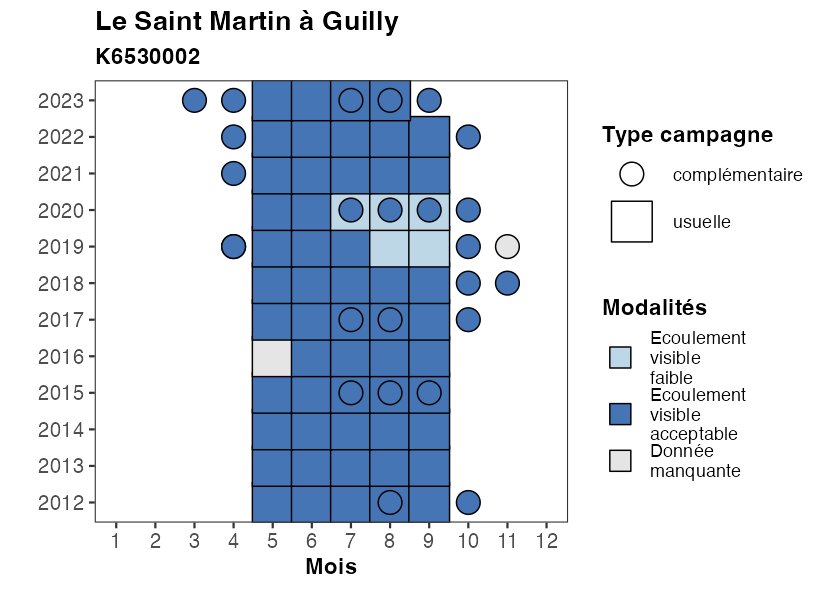 Le Saint Martin à Guilly
K6530002
2023
2022
2021
2020
2019
2018
2017
2016
2015
2014
2013
2012
1 2 3 4 5 6 7 8 9 10 11 12
Mois
Type campagne
complémentaire
usuelle
Modalités
Ecoulement
visible
faible
Ecoulement
visible
acceptable
Donnée
manquante